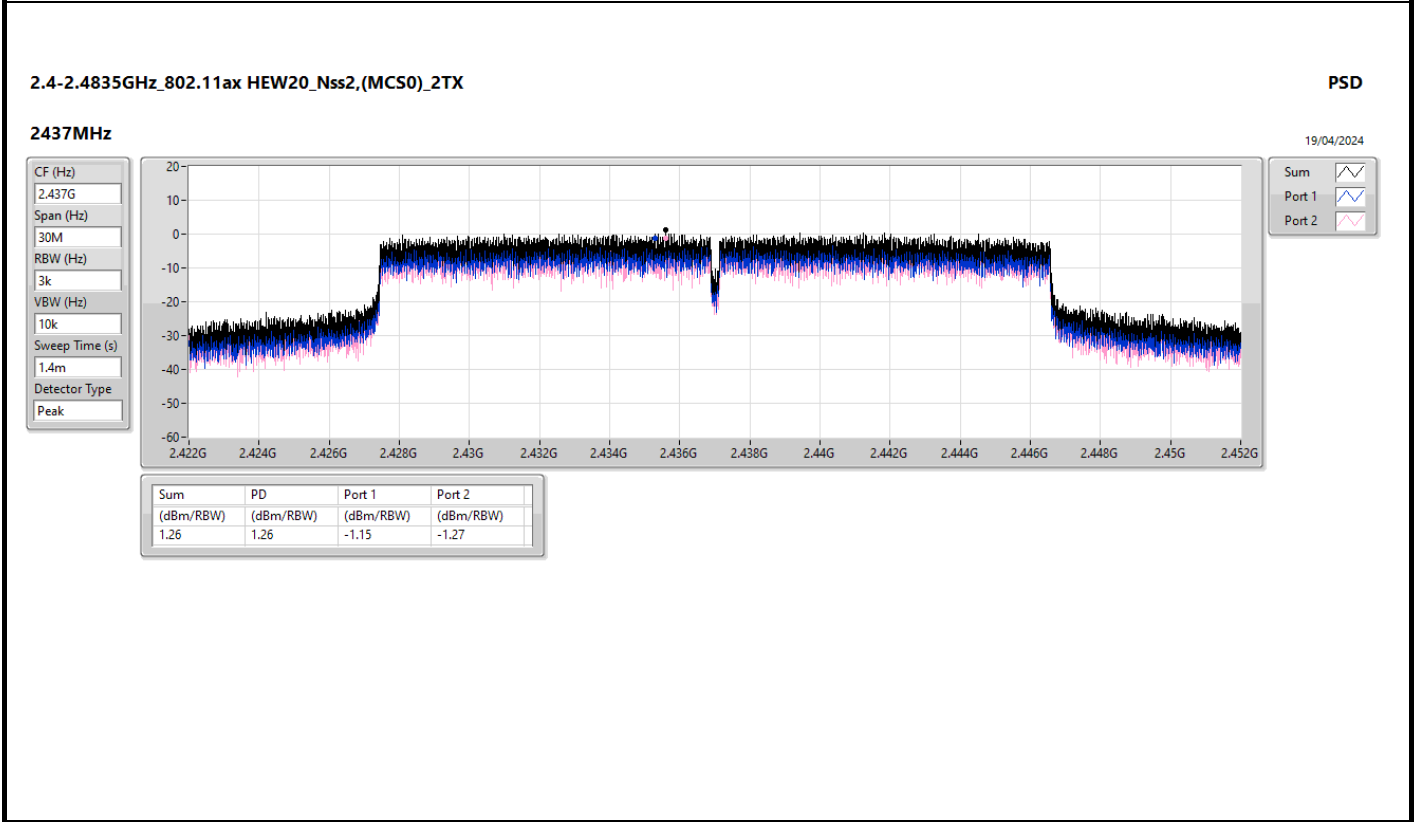 2.4-2.4835GHz_802.11ax HEW20_Nss2,(MCS0)_2TX
PSD
2437MHz
19/04/2024
CF (Hz)
2.437G
Span (Hz)
30M
RBW (Hz)
3k
VBW (Hz)
10k
Sweep Time (s)
1.4m
Detector Type
Peak
20
10
0
-10
-20
-30
-40
-50
-60
2.422G 2.424G 2.426G 2.428G 2.43G 2.432G 2.434G 2.436G 2.438G 2.44G 2.442G 2.444G 2.446G 2.448G 2.45G 2.452G
Sum
Port 1
Port 2
Sum PD Port 1 Port 2
(dBm/RBW) (dBm/RBW) (dBm/RBW) (dBm/RBW)
1.26 1.26 -1.15 -1.27